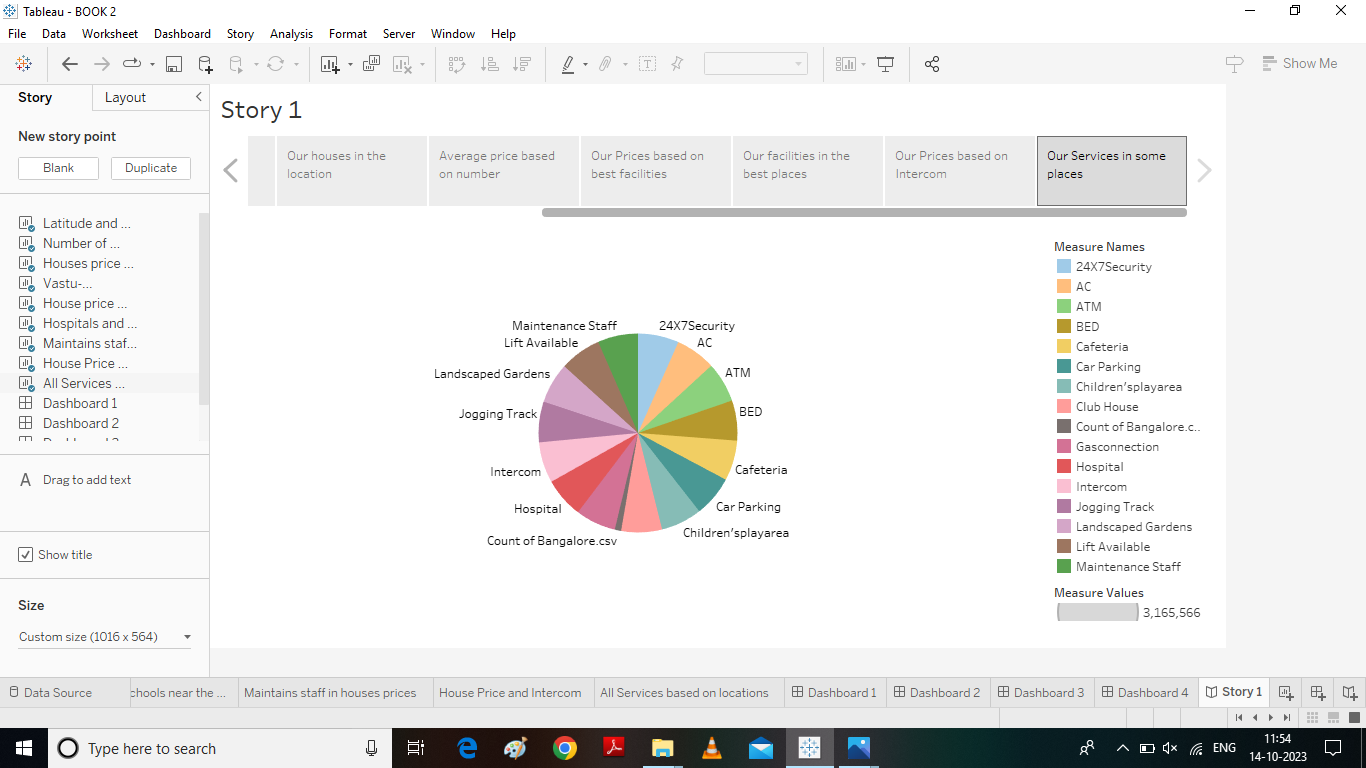 Tableau - BOOK 2
File Data Worksheet Dashboard Story Analysis Format Server Window Help
Show Me
Story Layout
New story point
Blank Duplicate
Latitude and ...
Number of ...
Houses price ...
Vastu-...
House price ...
Hospitals and ...
Maintains staf...
House Price ...
All Services ...
Dashboard 1
Dashboard 2
A Drag to add text
Show title
Size
Custom size (1016 x 564)
Story 1
Our houses in the
location
Average price based
on number
Our Prices based on
best facilities
Our facilities in the
best places
Our Prices based on
Intercom
Our Services in some
places
Maintenance Staff 24X7Security
Lift Available AC
Landscaped Gardens ATM
Jogging Track BED
Intercom Cafeteria
Hospital Car Parking
Count of Bangalore.csv Children'splayarea
Measure Names
24X7Security
AC
ATM
BED
Cafeteria
Car Parking
Children'splayarea
Club House
Count of Bangalore.c..
Gasconnection
Hospital
Intercom
Jogging Track
Landscaped Gardens
Lift Available
Maintenance Staff
Measure Values
3,165,566
Data Source chools near the ... Maintains staff in houses prices House Price and Intercom All Services based on locations Dashboard 1 Dashboard 2 Dashboard 3 Dashboard 4 Story 1
Type here to search
ENG
11:54
14-10-2023